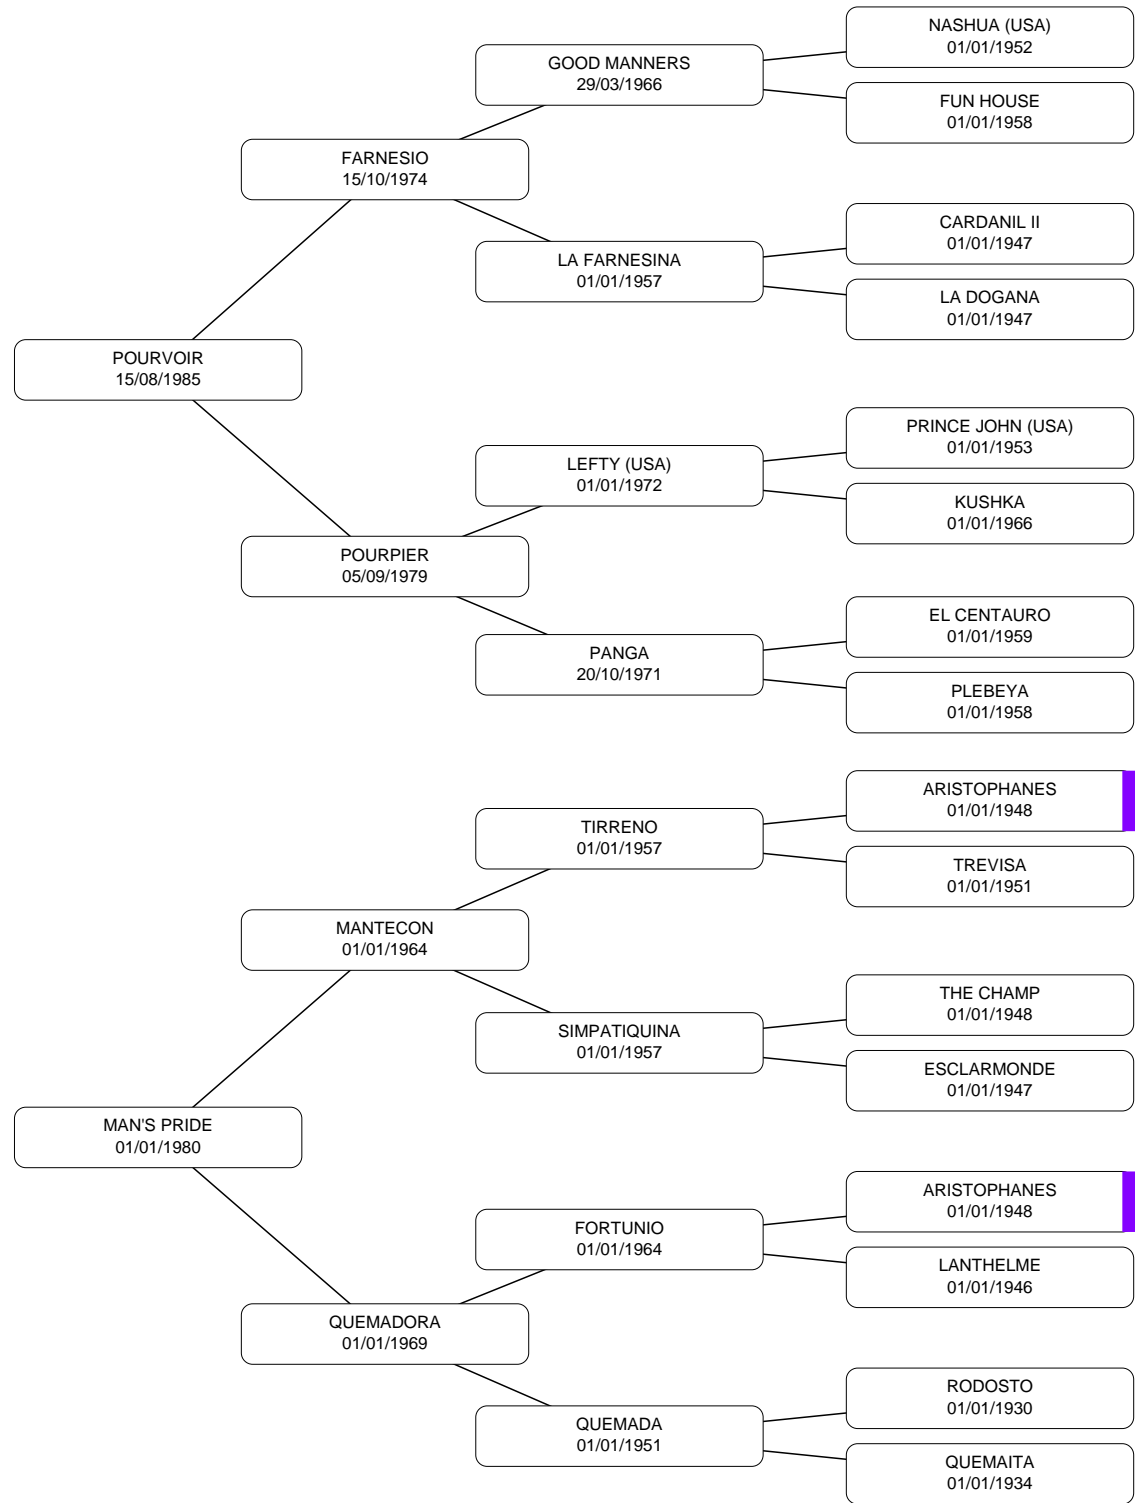 NASHUA (USA)
01/01/1952
GOOD MANNERS
29/03/1966
FUN HOUSE
01/01/1958
FARNESIO
15/10/1974
CARDANIL II
01/01/1947
LA FARNESINA
01/01/1957
LA DOGANA
01/01/1947
POURVOIR
15/08/1985
PRINCE JOHN (USA)
01/01/1953
LEFTY (USA)
01/01/1972
KUSHKA
01/01/1966
POURPIER
05/09/1979
EL CENTAURO
01/01/1959
PANGA
20/10/1971
PLEBEYA
01/01/1958
ARISTOPHANES
01/01/1948
TIRRENO
01/01/1957
TREVISA
01/01/1951
MANTECON
01/01/1964
THE CHAMP
01/01/1948
SIMPATIQUINA
01/01/1957
ESCLARMONDE
01/01/1947
MAN'S PRIDE
01/01/1980
ARISTOPHANES
01/01/1948
FORTUNIO
01/01/1964
LANTHELME
01/01/1946
QUEMADORA
01/01/1969
RODOSTO
01/01/1930
QUEMADA
01/01/1951
QUEMAITA
01/01/1934